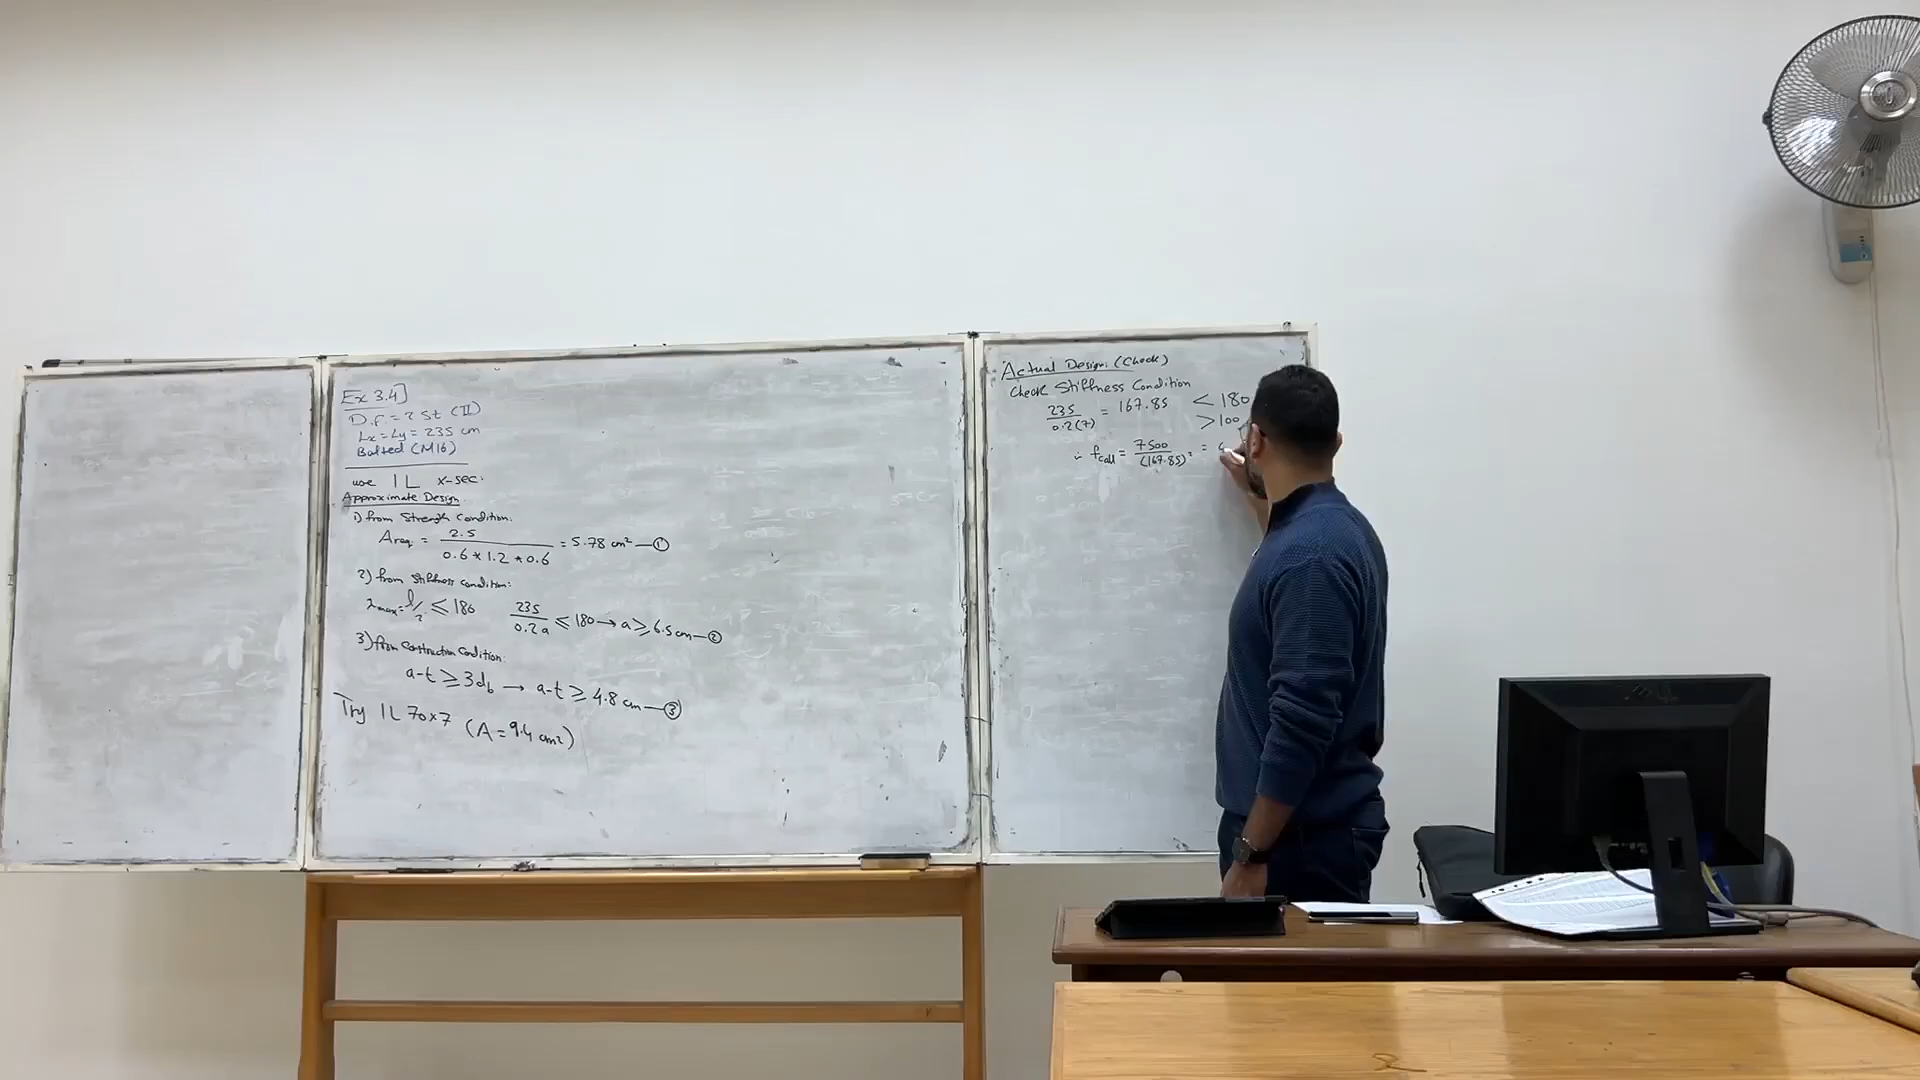 Ex 3.4]
D.F. = 2.5t (II)
Lx = Ly = 235 cm
Bolted (M16)
use 1L x-sec.
Approximate Design
1) from Strength Condition.
Areq = 2.5 / 0.6 * 1.2 * 0.6 = 5.78 cm² — ①
2) from Stiffness Condition:
λmax = l/i ≤ 180 235 / 0.2a ≤ 180 → a ≥ 6.5 cm — ②
3) from Construction Condition:
a-t ≥ 3db → a-t ≥ 4.8 cm — ③
Try 1L 70x7 (A = 9.4 cm²)
Actual Design: (Check)
Check Stiffness Condition
235 / 0.2(7) = 167.85 < 180
> 100
∴ fcall = 7500 / (167.85)² =